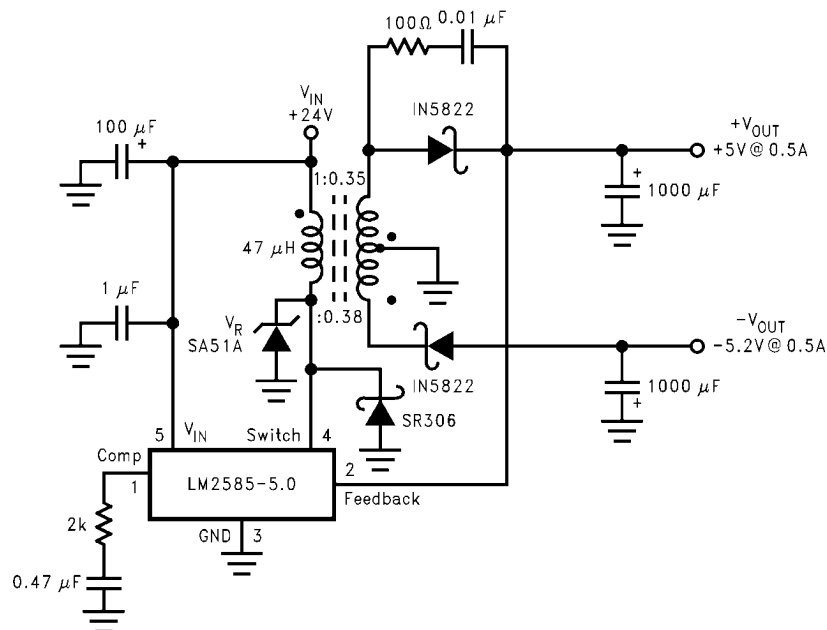 100Ω
0.01 µF
V_IN
+24V
IN5822
+V_OUT
+5V@0.5A
100 µF
+
+
1000 µF
1:0.35
47 µH
1 µF
V_R
SA51A
:0.38
-V_OUT
-5.2V@0.5A
IN5822
1000 µF
+
SR306
5
V_IN
Switch
4
Comp
1
LM2585-5.0
2
Feedback
2k
GND
3
0.47 µF